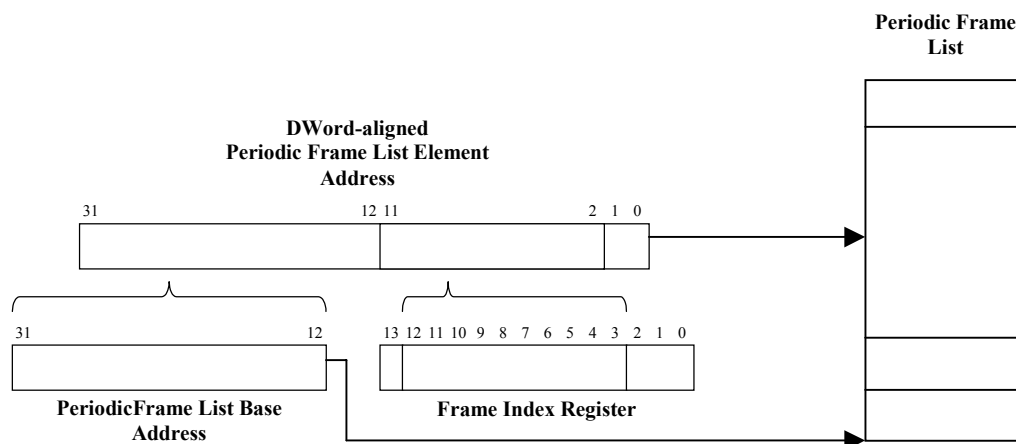 Periodic Frame
List
DWord-aligned
Periodic Frame List Element
Address
31 12 11 2 1 0
31 12
13 12 11 10 9 8 7 6 5 4 3 2 1 0
PeriodicFrame List Base
Address
Frame Index Register